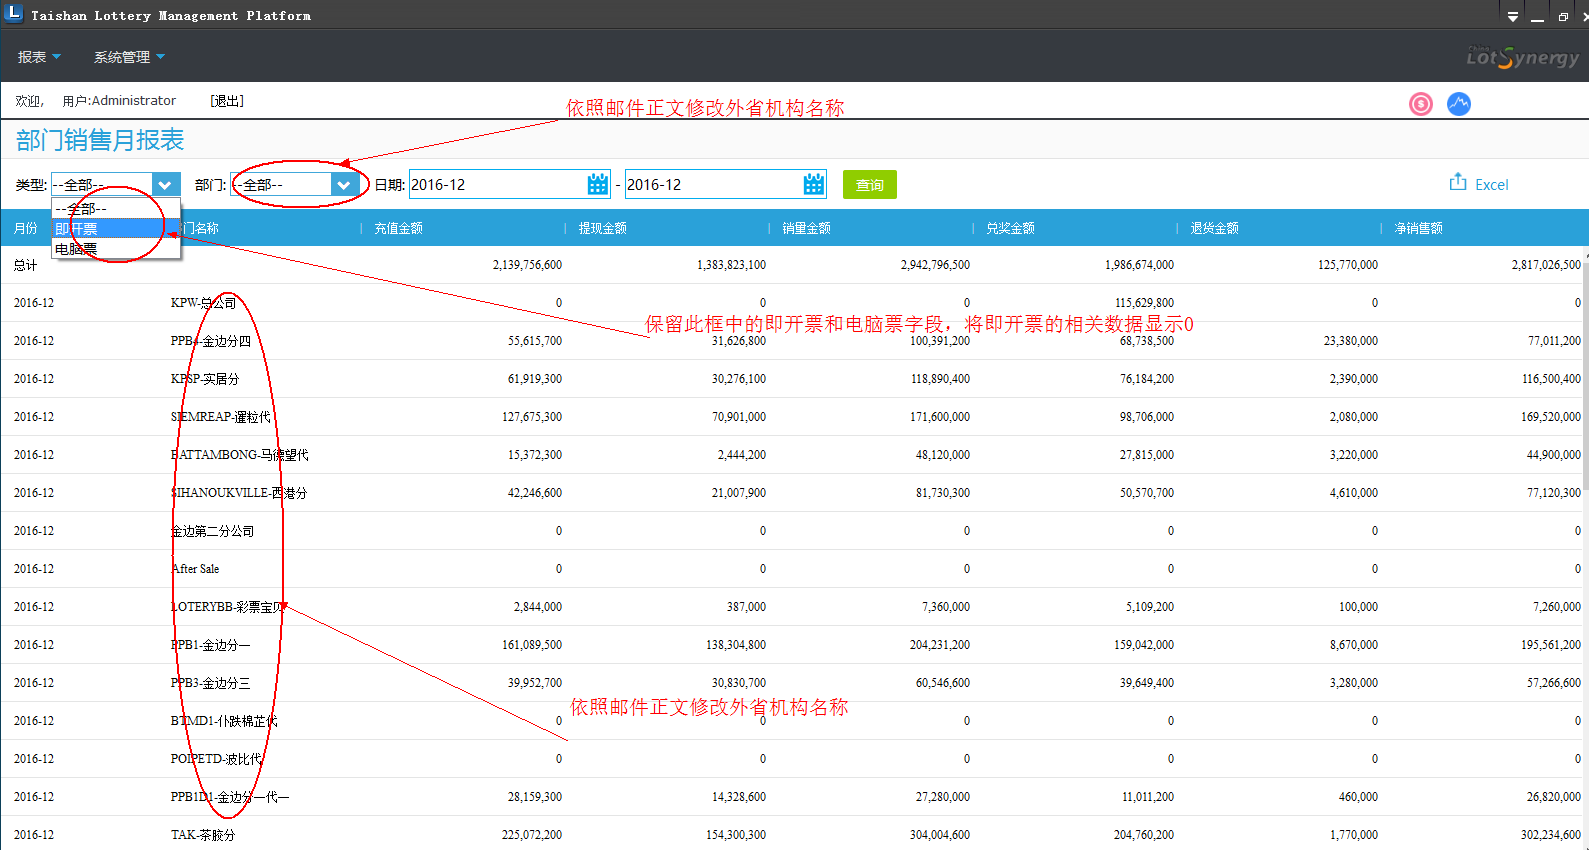 Taishan Lottery Management Platform
报表 系统管理
LotSynergy
欢迎, 用户:Administrator [退出]
依照邮件正文修改外省机构名称
部门销售月报表
类型: --全部-- 部门: --全部-- 日期: 2016-12 - 2016-12 查询 Excel
--全部--
即开票
电脑票
月份 门名称 充值金额 提现金额 销量金额 兑奖金额 退货金额 净销售额
总计 2,139,756,600 1,383,823,100 2,942,796,500 1,986,674,000 125,770,000 2,817,026,500
2016-12 KPW-总公司 0 0 0 115,629,800 0 0
保留此框中的即开票和电脑票字段，将即开票的相关数据显示0
2016-12 PPB4-金边分四 55,615,700 31,626,800 100,391,200 68,738,500 23,380,000 77,011,200
2016-12 KPSP-实居分 61,919,300 30,276,100 118,890,400 76,184,200 2,390,000 116,500,400
2016-12 SIEMREAP-暹粒代 127,675,300 70,901,000 171,600,000 98,706,000 2,080,000 169,520,000
2016-12 BATTAMBONG-马德望代 15,372,300 2,444,200 48,120,000 27,815,000 3,220,000 44,900,000
2016-12 SIHANOUKVILLE-西港分 42,246,600 21,007,900 81,730,300 50,570,700 4,610,000 77,120,300
2016-12 金边第二分公司 0 0 0 0 0 0
2016-12 After Sale 0 0 0 0 0 0
2016-12 LOTERYBB-彩票宝贝 2,844,000 387,000 7,360,000 5,109,200 100,000 7,260,000
2016-12 PPB1-金边分一 161,089,500 138,304,800 204,231,200 159,042,000 8,670,000 195,561,200
2016-12 PPB3-金边分三 39,952,700 30,830,700 60,546,600 39,649,400 3,280,000 57,266,600
依照邮件正文修改外省机构名称
2016-12 BTMD1-仆跌棉芷代 0 0 0 0 0 0
2016-12 POIPETD-波比代 0 0 0 0 0 0
2016-12 PPB1D1-金边分一代一 28,159,300 14,328,600 27,280,000 11,011,200 460,000 26,820,000
2016-12 TAK-茶胶分 225,072,200 154,300,300 304,004,600 204,760,200 1,770,000 302,234,600